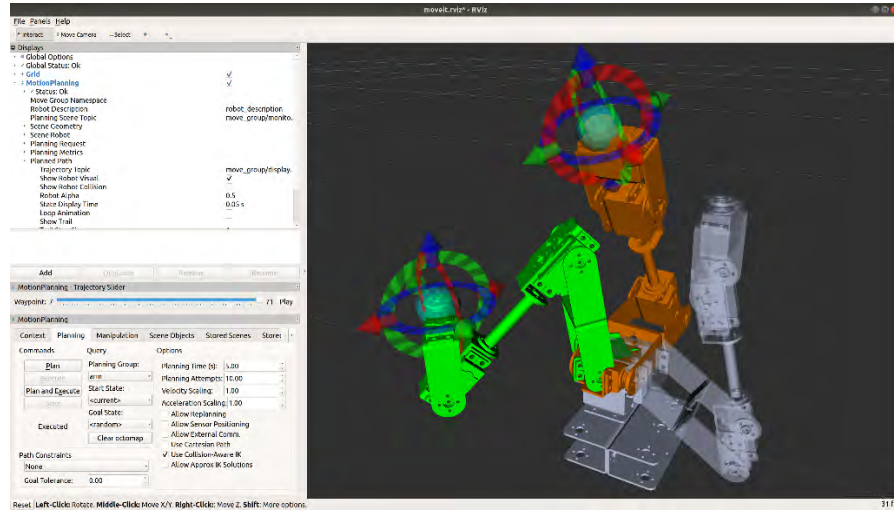 moveit.rviz* - RViz
File Panels Help
Interact Move Camera Select
Displays
Global Options
Global Status: Ok
Grid
MotionPlanning
Status: Ok
Move Group Namespace
Robot Description robot_description
Planning Scene Topic move_group/monito.
Scene Geometry
Scene Robot
Planning Request
Planning Metrics
Planned Path
Trajectory Topic move_group/display.
Show Robot Visual
Show Robot Collision
Robot Alpha 0.5
State Display Time 0.05 s
Loop Animation
Show Trail
Add Duplicate Remove Rename
MotionPlanning - Trajectory Slider
Waypoint: 71 Play
MotionPlanning
Context Planning Manipulation Scene Objects Stored Scenes Store
Commands Query Options
Plan Planning Group: Planning Time (s): 5.00
Execute arm Planning Attempts: 10.00
Plan and Execute Start State: Velocity Scaling: 1.00
Stop <current> Acceleration Scaling: 1.00
Goal State: Allow Replanning
Executed <random> Allow Sensor Positioning
Clear octomap Allow External Comm.
Use Cartesian Path
Path Constraints Use Collision-Aware IK
None Allow Approx IK Solutions
Goal Tolerance: 0.00
Reset Left-Click: Rotate. Middle-Click: Move X/Y. Right-Click: Move Z. Shift: More options. 31 f